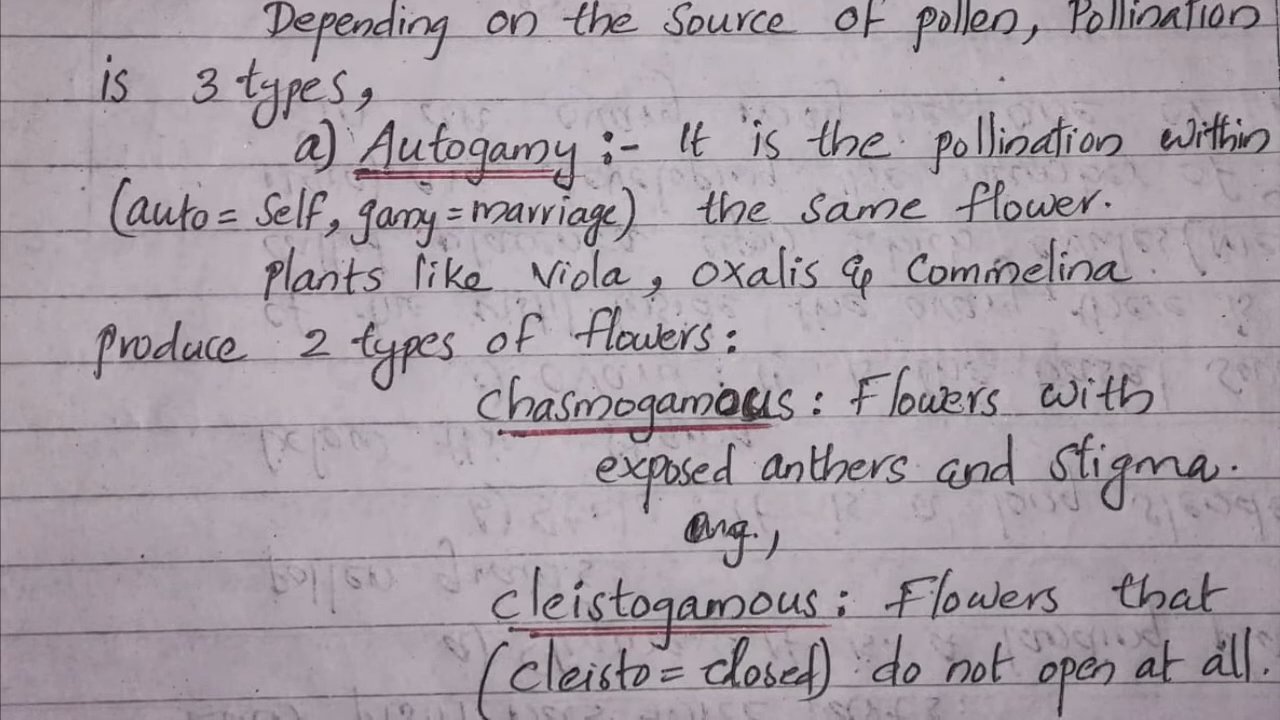 Depending on the source of pollen, Pollination
is 3 types,
a) Autogamy :- It is the pollination within
(auto = Self, gamy = marriage) the same flower.
plants like Viola, oxalis & Commelina
produce 2 types of flowers:
Chasmogamous : Flowers with
exposed anthers and stigma.
Cleistogamous : Flowers that
(Cleisto = closed) do not open at all.